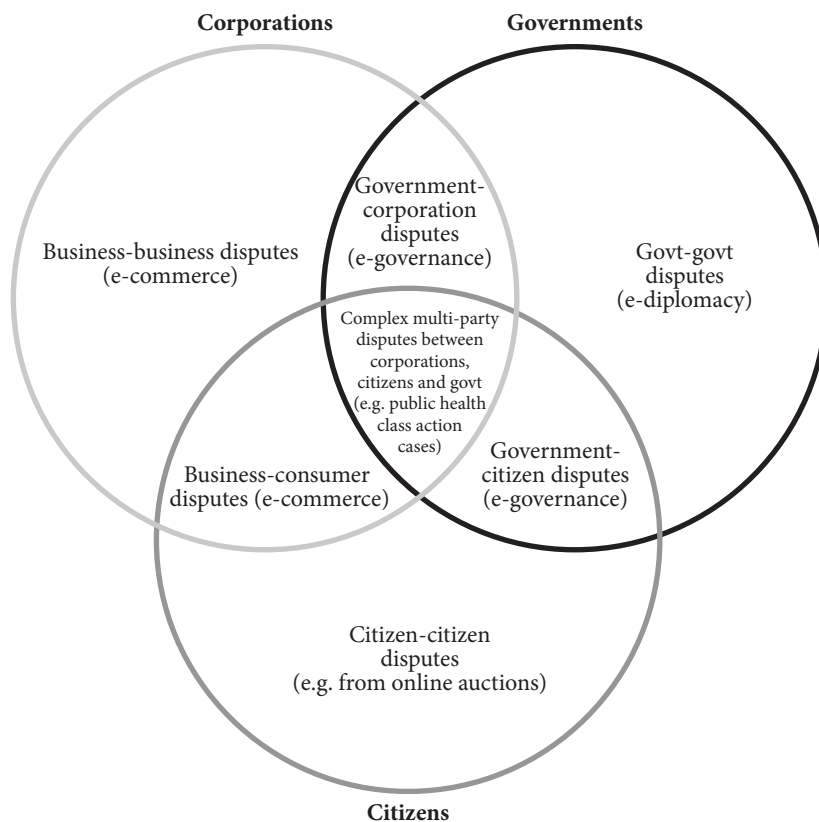 Corporations
Governments
Government-
corporation
disputes
(e-governance)
Business-business disputes
(e-commerce)
Govt-govt
disputes
(e-diplomacy)
Complex multi-party
disputes between
corporations,
citizens and govt
(e.g. public health
class action
cases)
Business-consumer
disputes (e-commerce)
Government-
citizen disputes
(e-governance)
Citizen-citizen
disputes
(e.g. from online auctions)
Citizens